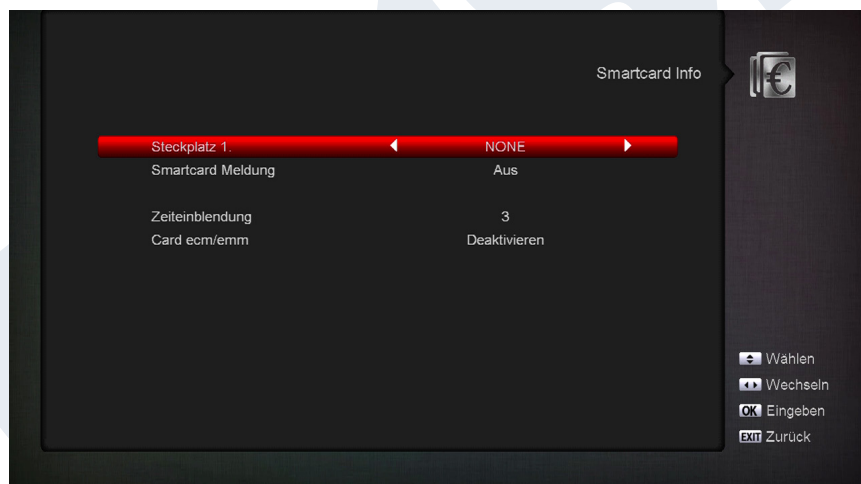 Smartcard Info
€
Steckplatz 1. NONE
Smartcard Meldung Aus
Zeiteinblendung 3
Card ecm/emm Deaktivieren
Wählen
Wechseln
OK Eingeben
EXIT Zurück